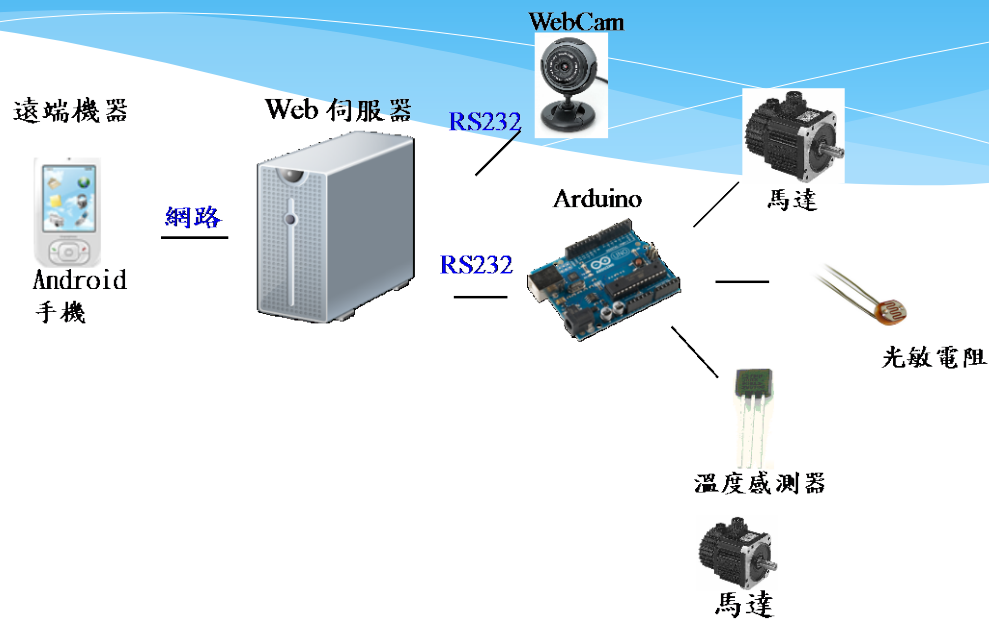 WebCam
遠端機器
Web 伺服器
RS232
馬達
Arduino
網路
RS232
Android
手機
光敏電阻
溫度感測器
馬達